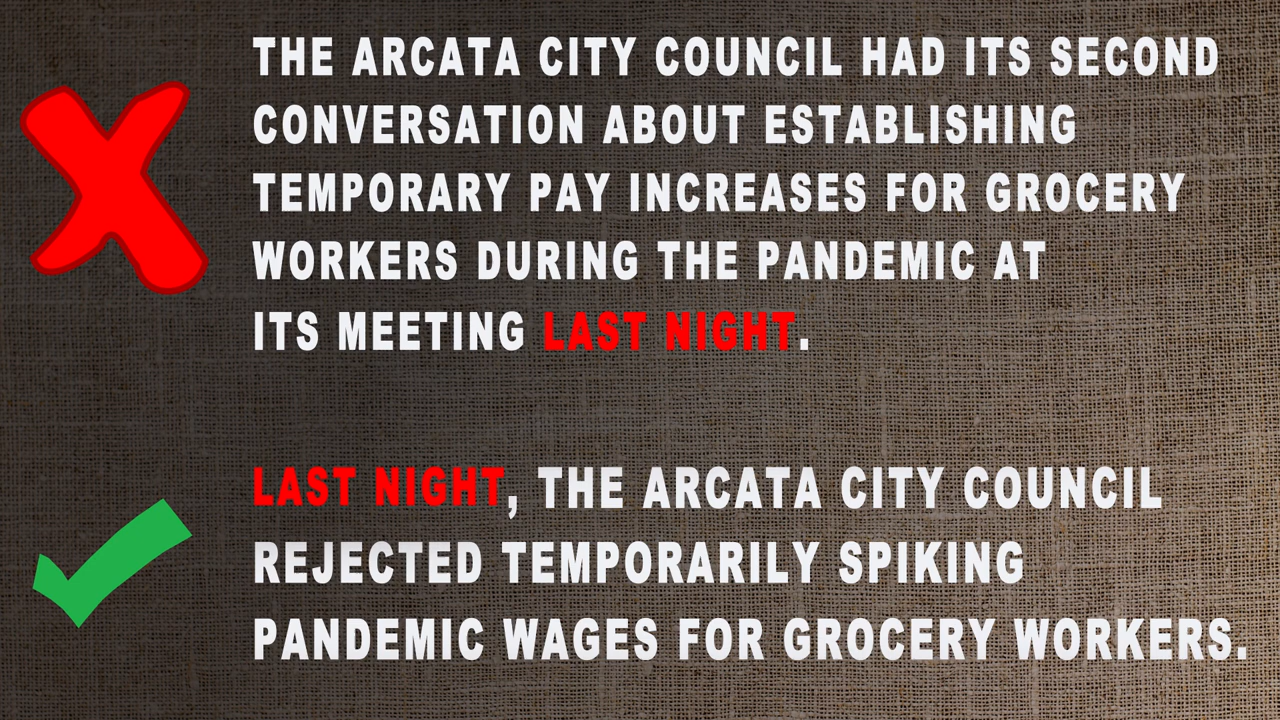 THE ARCATA CITY COUNCIL HAD ITS SECOND
CONVERSATION ABOUT ESTABLISHING
TEMPORARY PAY INCREASES FOR GROCERY
WORKERS DURING THE PANDEMIC AT
ITS MEETING LAST NIGHT.
LAST NIGHT, THE ARCATA CITY COUNCIL
REJECTED TEMPORARILY SPIKING
PANDEMIC WAGES FOR GROCERY WORKERS.